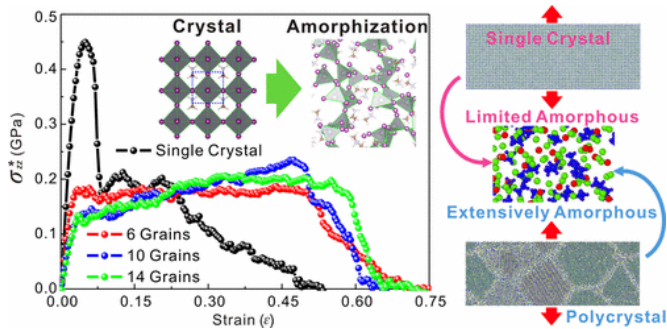 Crystal
Amorphization
σ*zz (GPa)
0.5
0.4
0.3
0.2
0.1
0.0
Single Crystal
6 Grains
10 Grains
14 Grains
0.00
0.15
0.30
0.45
0.60
0.75
Strain (ε)
Single Crystal
Limited Amorphous
Extensively Amorphous
Polycrystal